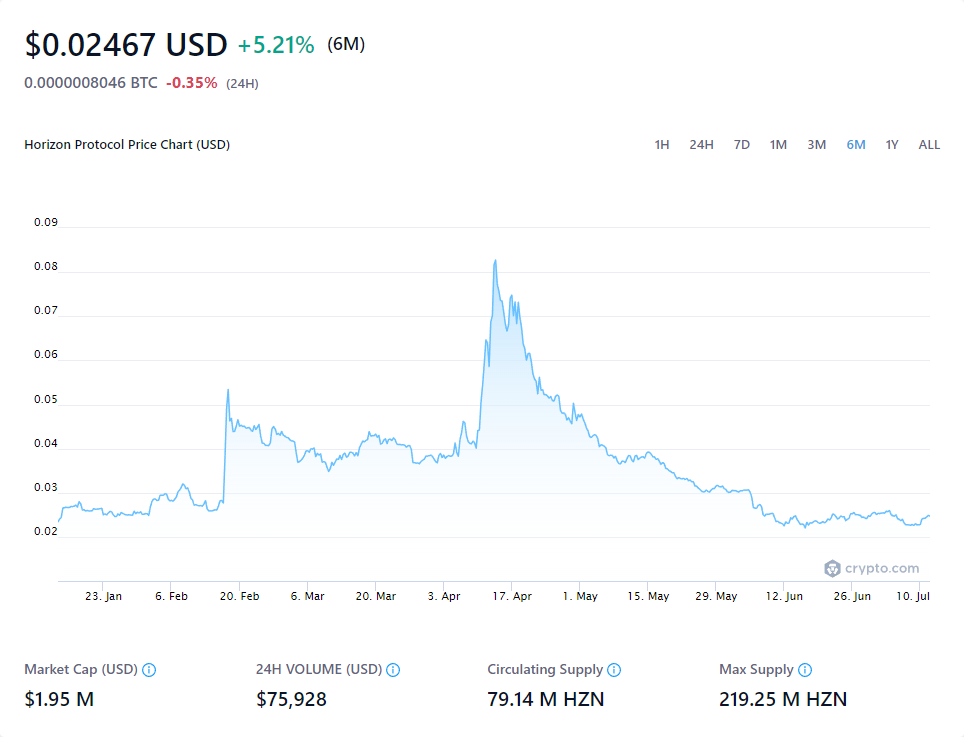 $0.02467 USD +5.21% (6M)
0.0000008046 BTC -0.35% (24H)
Horizon Protocol Price Chart (USD) 1H 24H 7D 1M 3M 6M 1Y ALL
0.09
0.08
0.07
0.06
0.05
0.04
0.03
0.02
crypto.com
23. Jan 6. Feb 20. Feb 6. Mar 20. Mar 3. Apr 17. Apr 1. May 15. May 29. May 12. Jun 26. Jun 10. Jul
Market Cap (USD) 24H VOLUME (USD) Circulating Supply Max Supply
$1.95 M $75,928 79.14 M HZN 219.25 M HZN